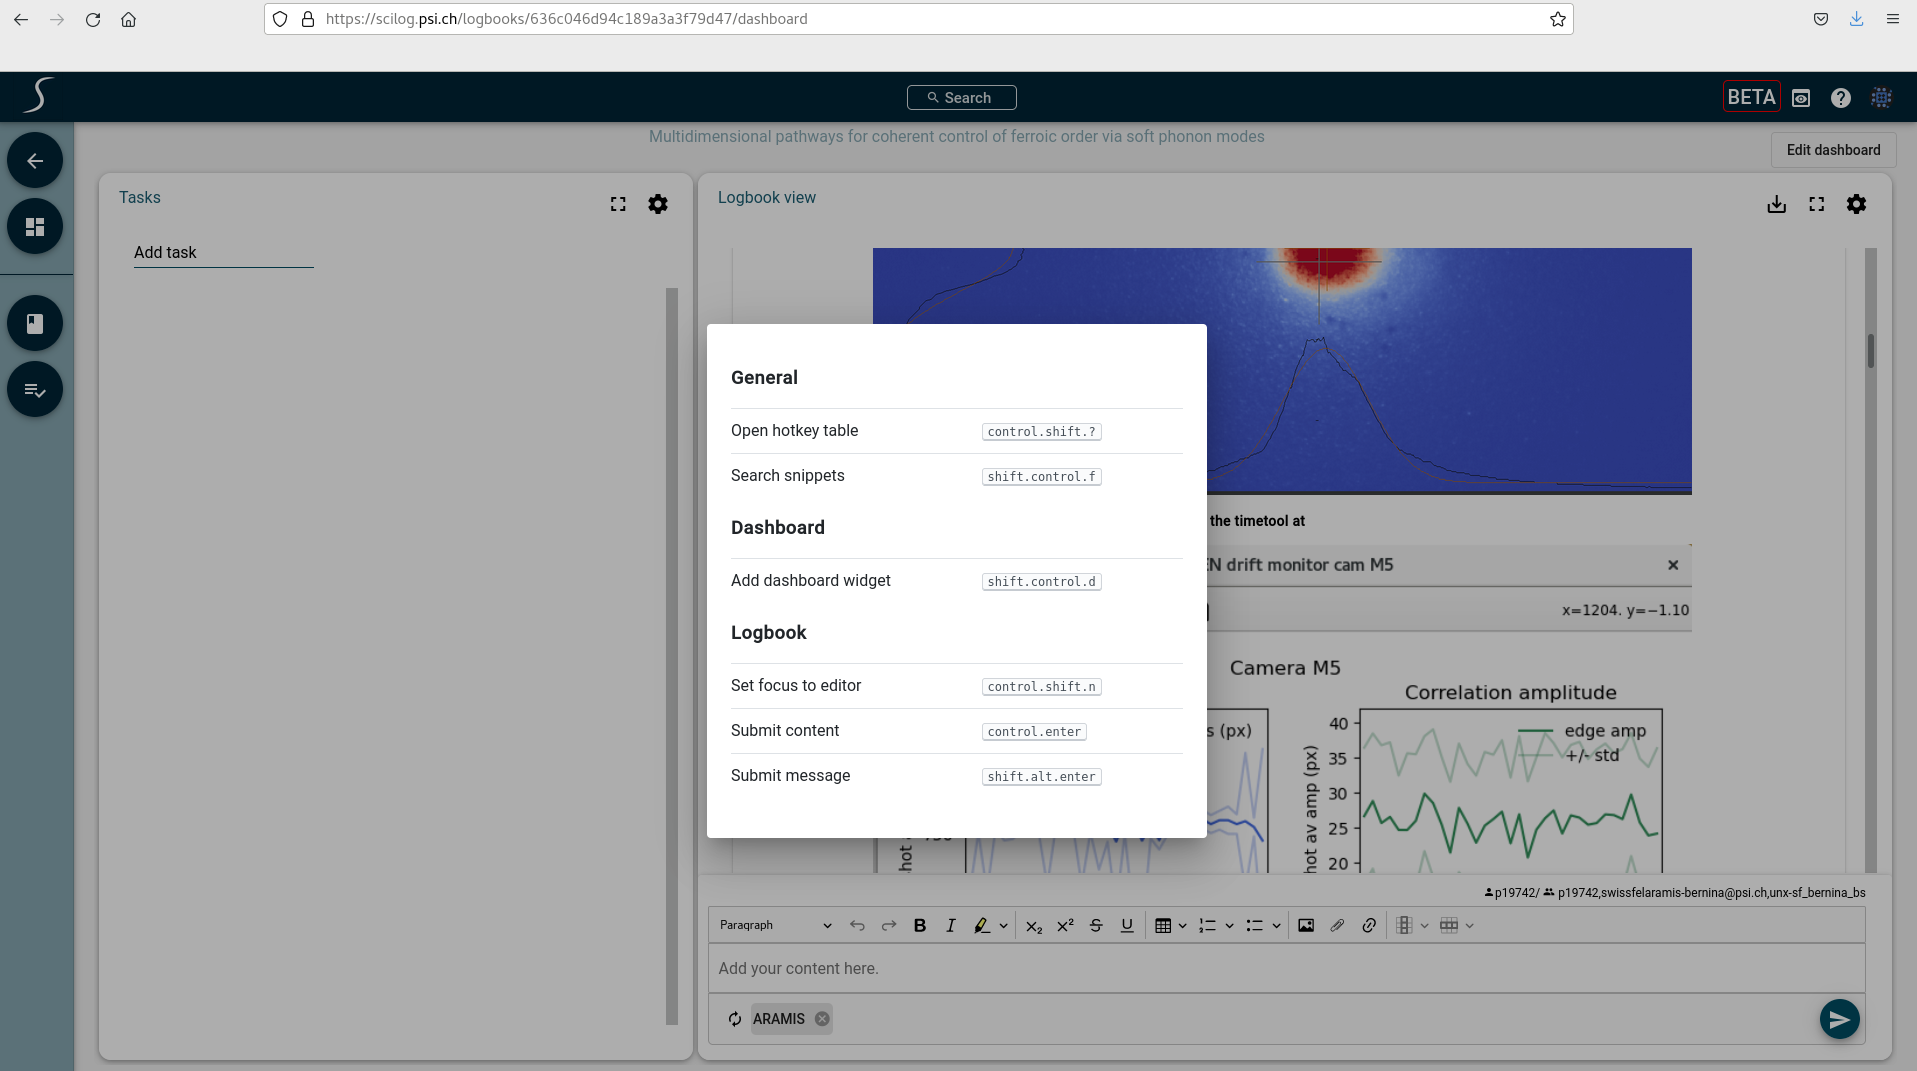 https://scilog.psi.ch/logbooks/636c046d94c189a3a3f79d47/dashboard
Search
BETA
Multidimensional pathways for coherent control of ferroic order via soft phonon modes
Edit dashboard
Tasks
Add task
Logbook view
General
Open hotkey table control.shift.?
Search snippets shift.control.f
Dashboard
Add dashboard widget shift.control.d
Logbook
Set focus to editor control.shift.n
Submit content control.enter
Submit message shift.alt.enter
the timetool at
EN drift monitor cam M5
x=1204. y=−1.10
Camera M5
Correlation amplitude
s (px)
edge amp
+/- std
40
35
30
25
20
hot av amp (px)
hot
p19742/ p19742,swissfelaramis-bernina@psi.ch,unx-sf_bernina_bs
Paragraph
Add your content here.
ARAMIS